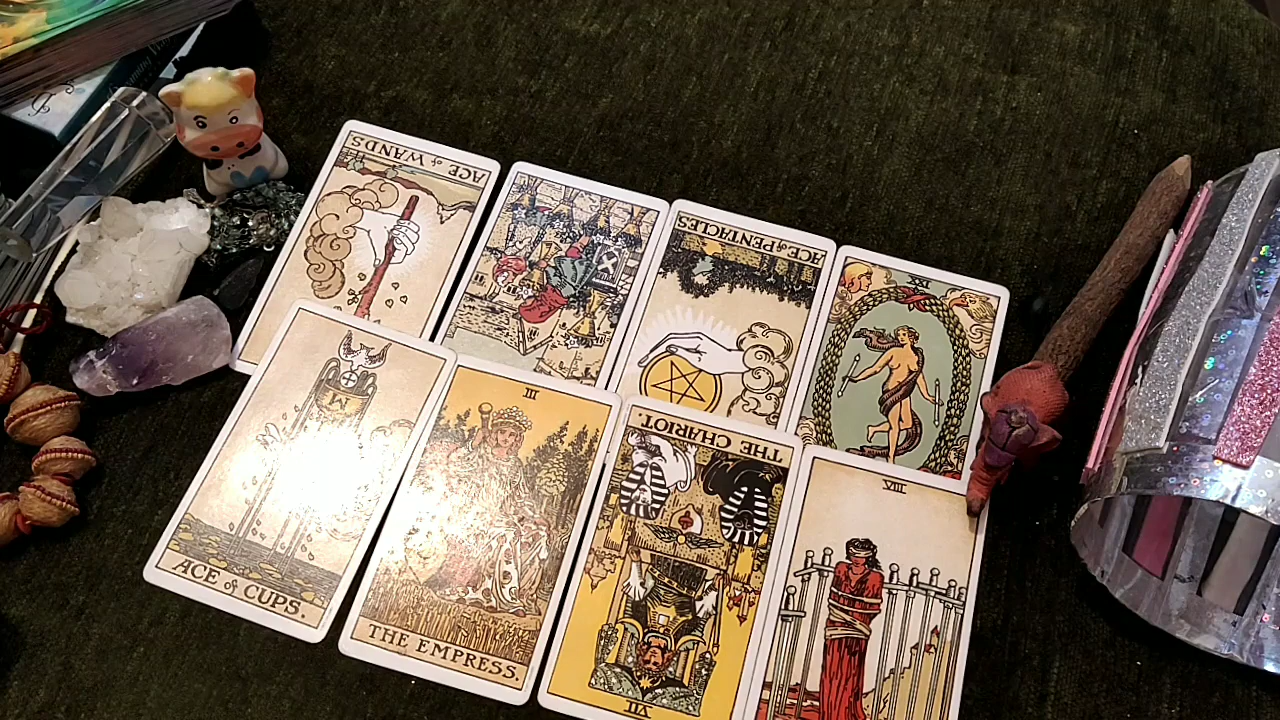 ACE of WANDS
ACE of PENTACLES
XXI
W
ACE of CUPS.
III
THE EMPRESS.
THE CHARIOT.
VII
VIII